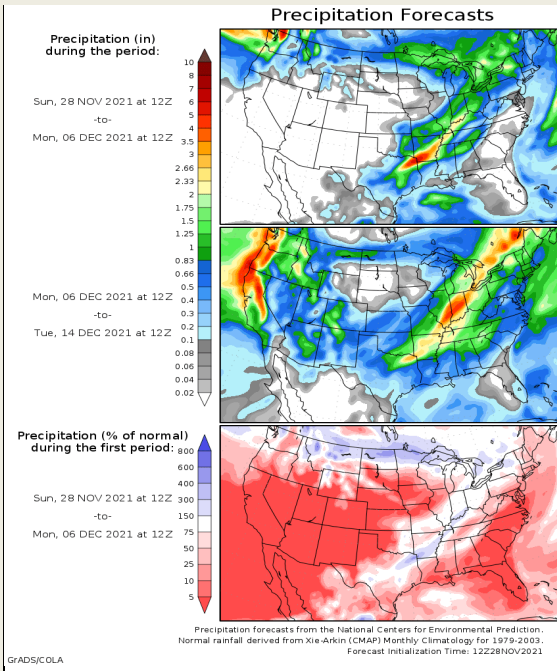 Precipitation Forecasts
Precipitation (in)
during the period:
Sun, 28 NOV 2021 at 12Z
-to-
Mon, 06 DEC 2021 at 12Z
10
8
7
6
5
4
3.5
3
2.66
2.33
2
1.75
1.5
1.25
1
0.83
0.66
0.5
0.4
0.3
0.2
0.1
0.08
0.06
0.04
0.02
Mon, 06 DEC 2021 at 12Z
-to-
Tue, 14 DEC 2021 at 12Z
Precipitation (% of normal)
during the first period:
Sun, 28 NOV 2021 at 12Z
-to-
Mon, 06 DEC 2021 at 12Z
800
600
400
300
150
75
50
25
10
5
Precipitation forecasts from the National Centers for Environmental Prediction.
Normal rainfall derived from Xie-Arkin (CMAP) Monthly Climatology for 1979-2003.
Forecast Initialization Time: 12Z28NOV2021
GrADS/COLA